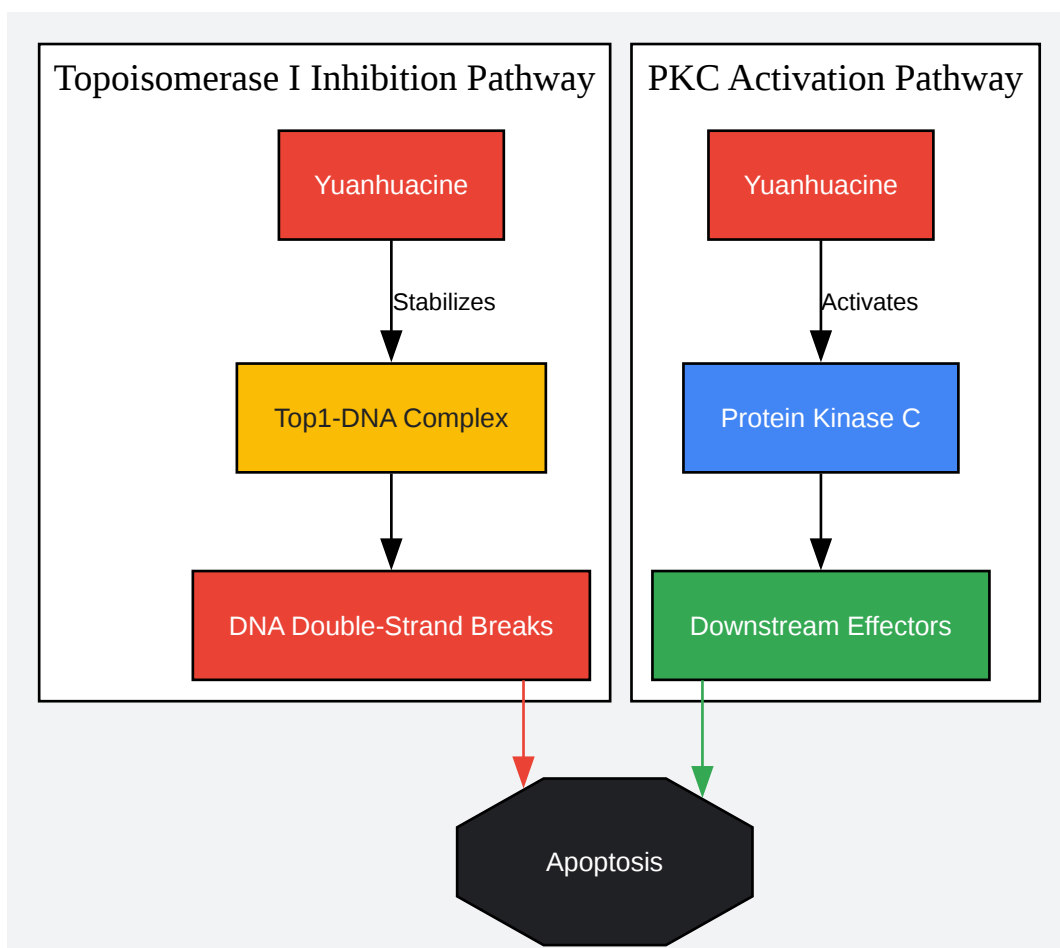 Topoisomerase I Inhibition Pathway
Yuanhuacine
Stabilizes
Top1-DNA Complex
DNA Double-Strand Breaks
PKC Activation Pathway
Yuanhuacine
Activates
Protein Kinase C
Downstream Effectors
Apoptosis